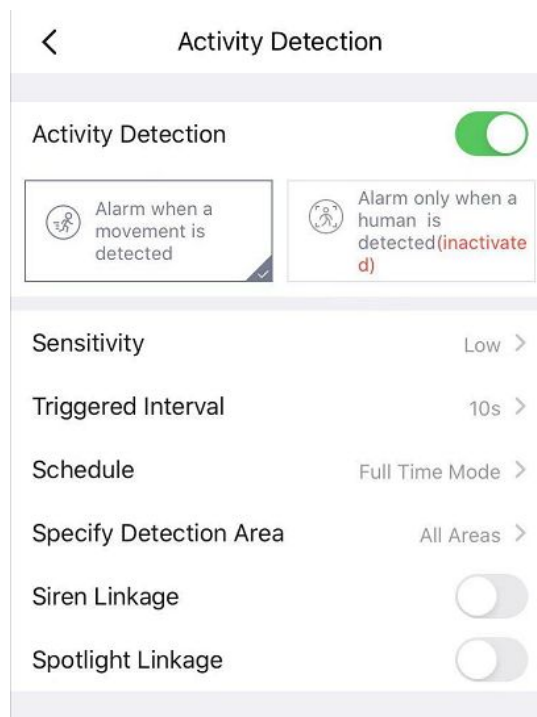 Activity Detection
Activity Detection
Alarm when a
movement is
detected
Alarm only when a
human is
detected(inactivate
d)
Sensitivity Low
Triggered Interval 10s
Schedule Full Time Mode
Specify Detection Area All Areas
Siren Linkage
Spotlight Linkage